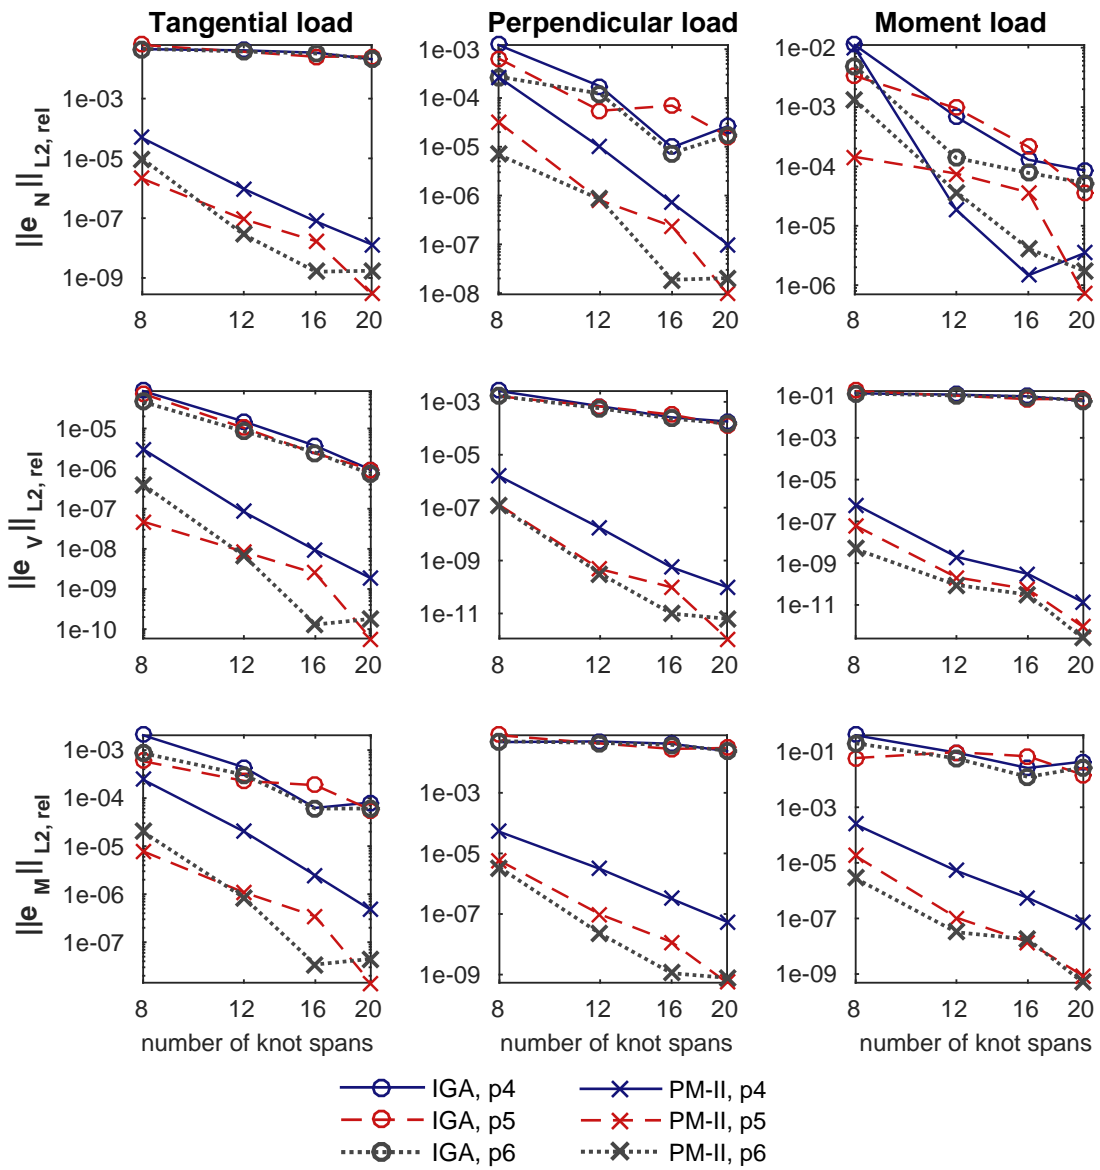 Tangential load
Perpendicular load
Moment load
||e_N||_L2, rel
1e-03
1e-05
1e-07
1e-09
8 12 16 20
1e-03
1e-04
1e-05
1e-06
1e-07
1e-08
8 12 16 20
1e-02
1e-03
1e-04
1e-05
1e-06
8 12 16 20
||e_V||_L2, rel
1e-05
1e-06
1e-07
1e-08
1e-09
1e-10
8 12 16 20
1e-03
1e-05
1e-07
1e-09
1e-11
8 12 16 20
1e-01
1e-03
1e-05
1e-07
1e-09
1e-11
8 12 16 20
||e_M||_L2, rel
1e-03
1e-04
1e-05
1e-06
1e-07
8 12 16 20
number of knot spans
1e-03
1e-05
1e-07
1e-09
8 12 16 20
number of knot spans
1e-01
1e-03
1e-05
1e-07
1e-09
8 12 16 20
number of knot spans
IGA, p4
IGA, p5
IGA, p6
PM-II, p4
PM-II, p5
PM-II, p6